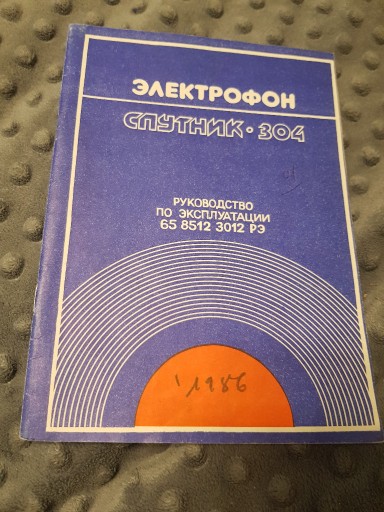 ЭЛЕКТРОФОН
СПУТНИК·304
РУКОВОДСТВО
ПО ЭКСПЛУАТАЦИИ
65 8512 3012 РЭ
'1986